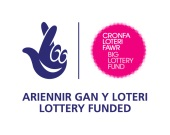 CRONFA
LOTERI
FAWR
BIG
LOTTERY
FUND
ARIENNIR GAN Y LOTERI
LOTTERY FUNDED